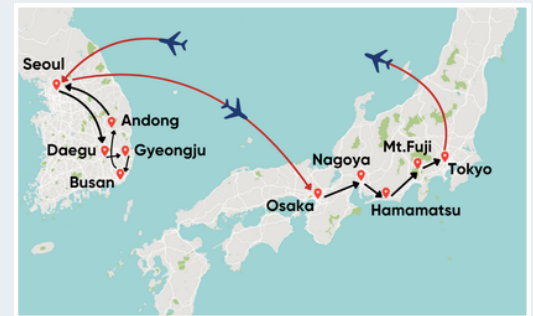 Seoul
Andong
Daegu
Gyeongju
Busan
Nagoya
Mt.Fuji
Tokyo
Osaka
Hamamatsu